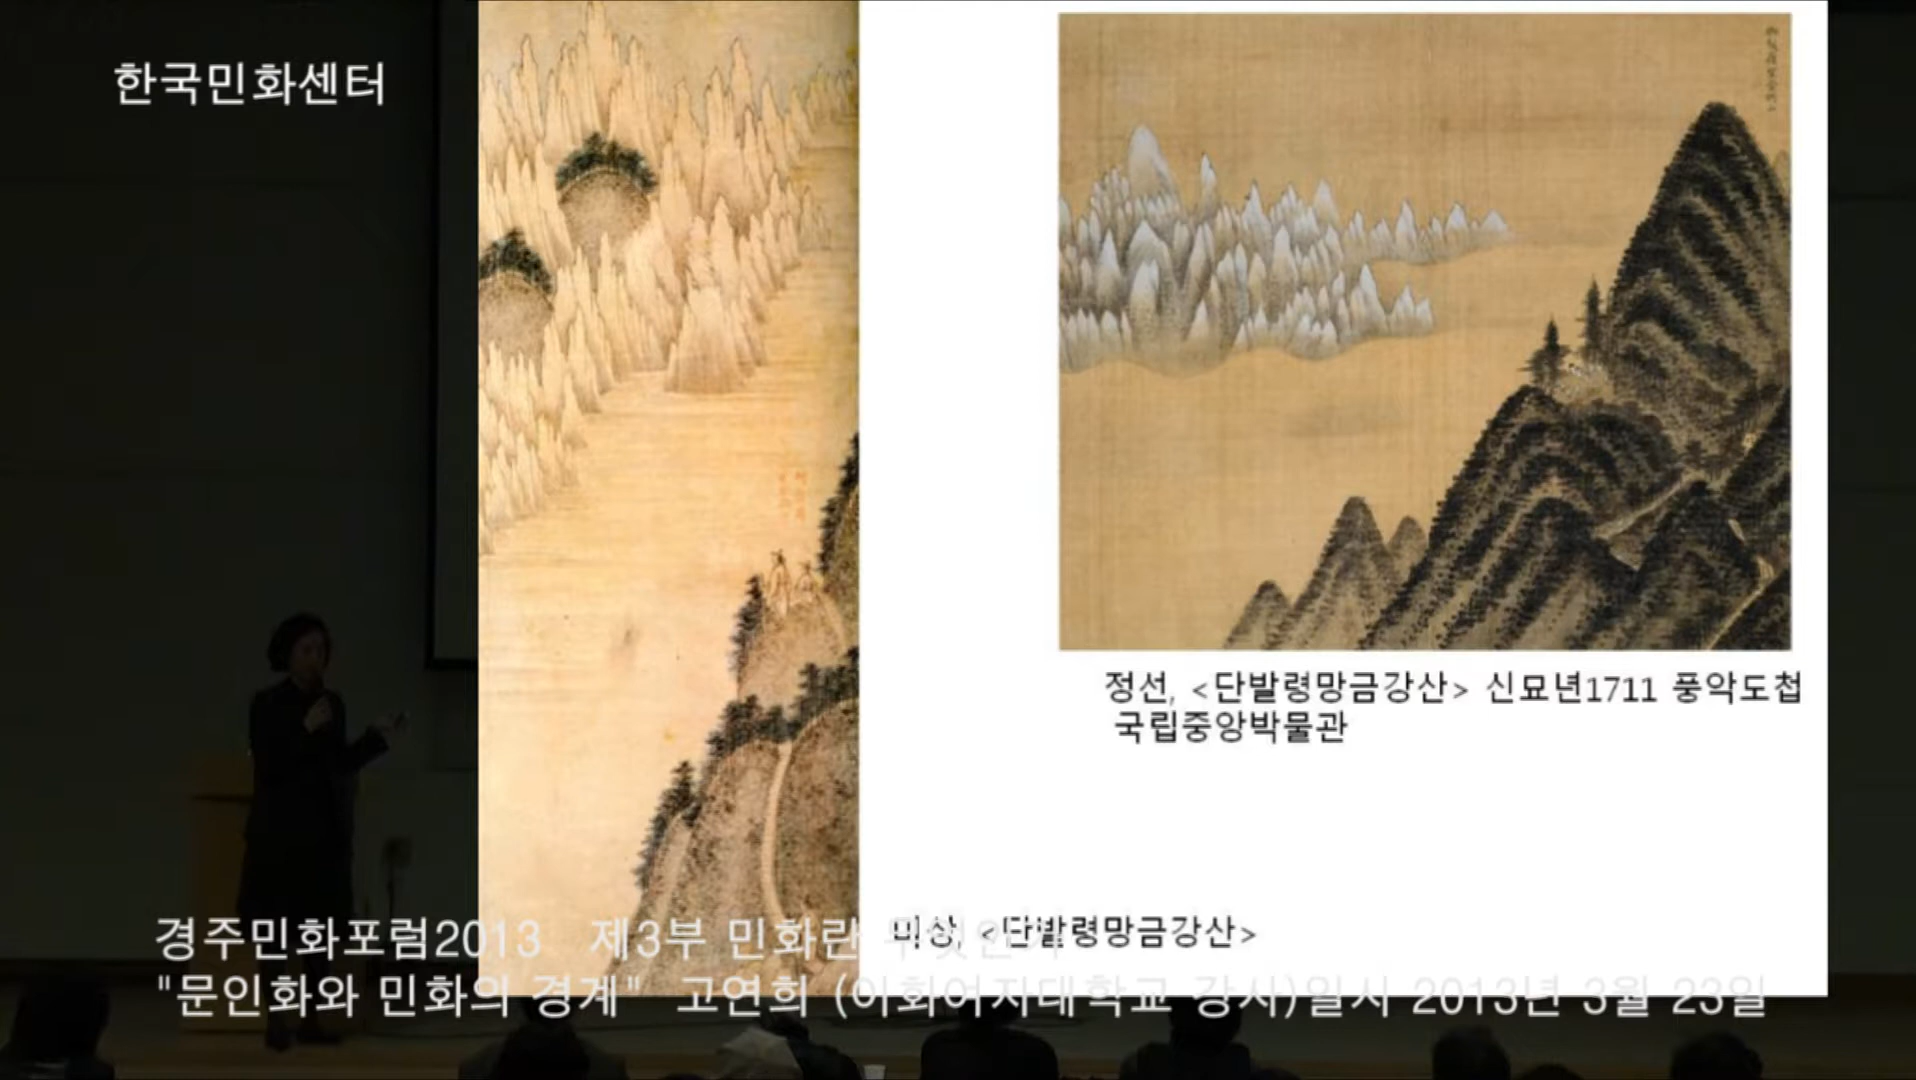 한국민화센터
정선, <단발령망금강산> 신묘년1711 풍악도첩
국립중앙박물관
미상, <단발령망금강산>
경주민화포럼2013 제3부 민화란
"문인화와 민화의 경계" 고연희 (이화여자대학교 강사)일시 2013년 3월 23일